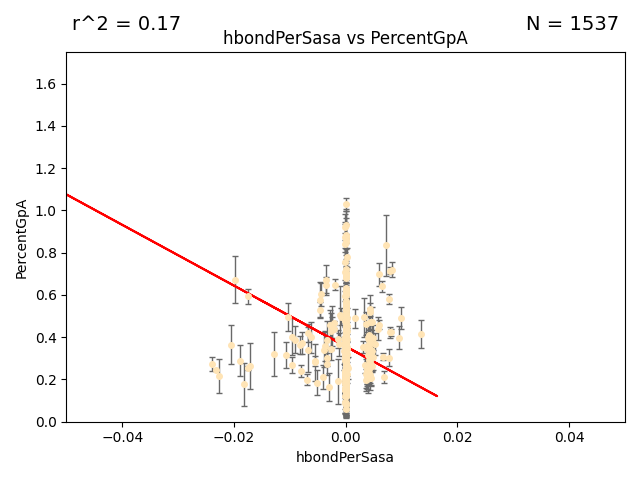 r^2 = 0.17
N = 1537
hbondPerSasa vs PercentGpA
PercentGpA
1.6
1.4
1.2
1.0
0.8
0.6
0.4
0.2
0.0
−0.04 −0.02 0.00 0.02 0.04
hbondPerSasa